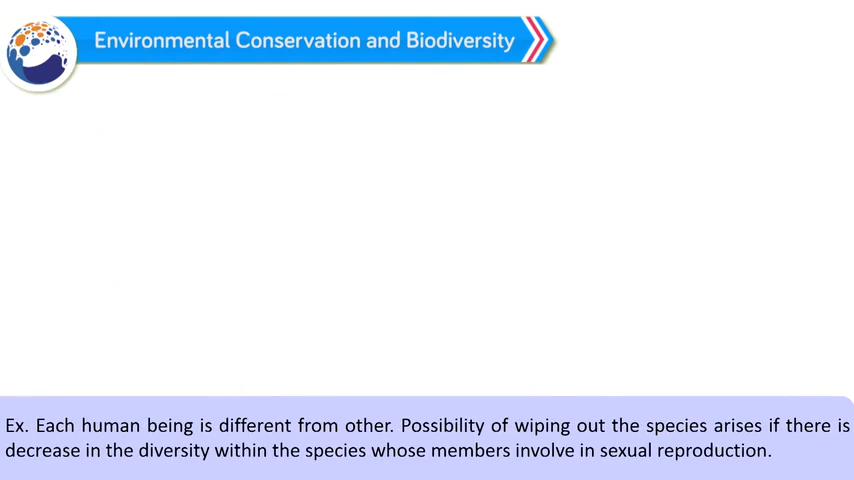 Environmental Conservation and Biodiversity
Ex. Each human being is different from other. Possibility of wiping out the species arises if there is
decrease in the diversity within the species whose members involve in sexual reproduction.